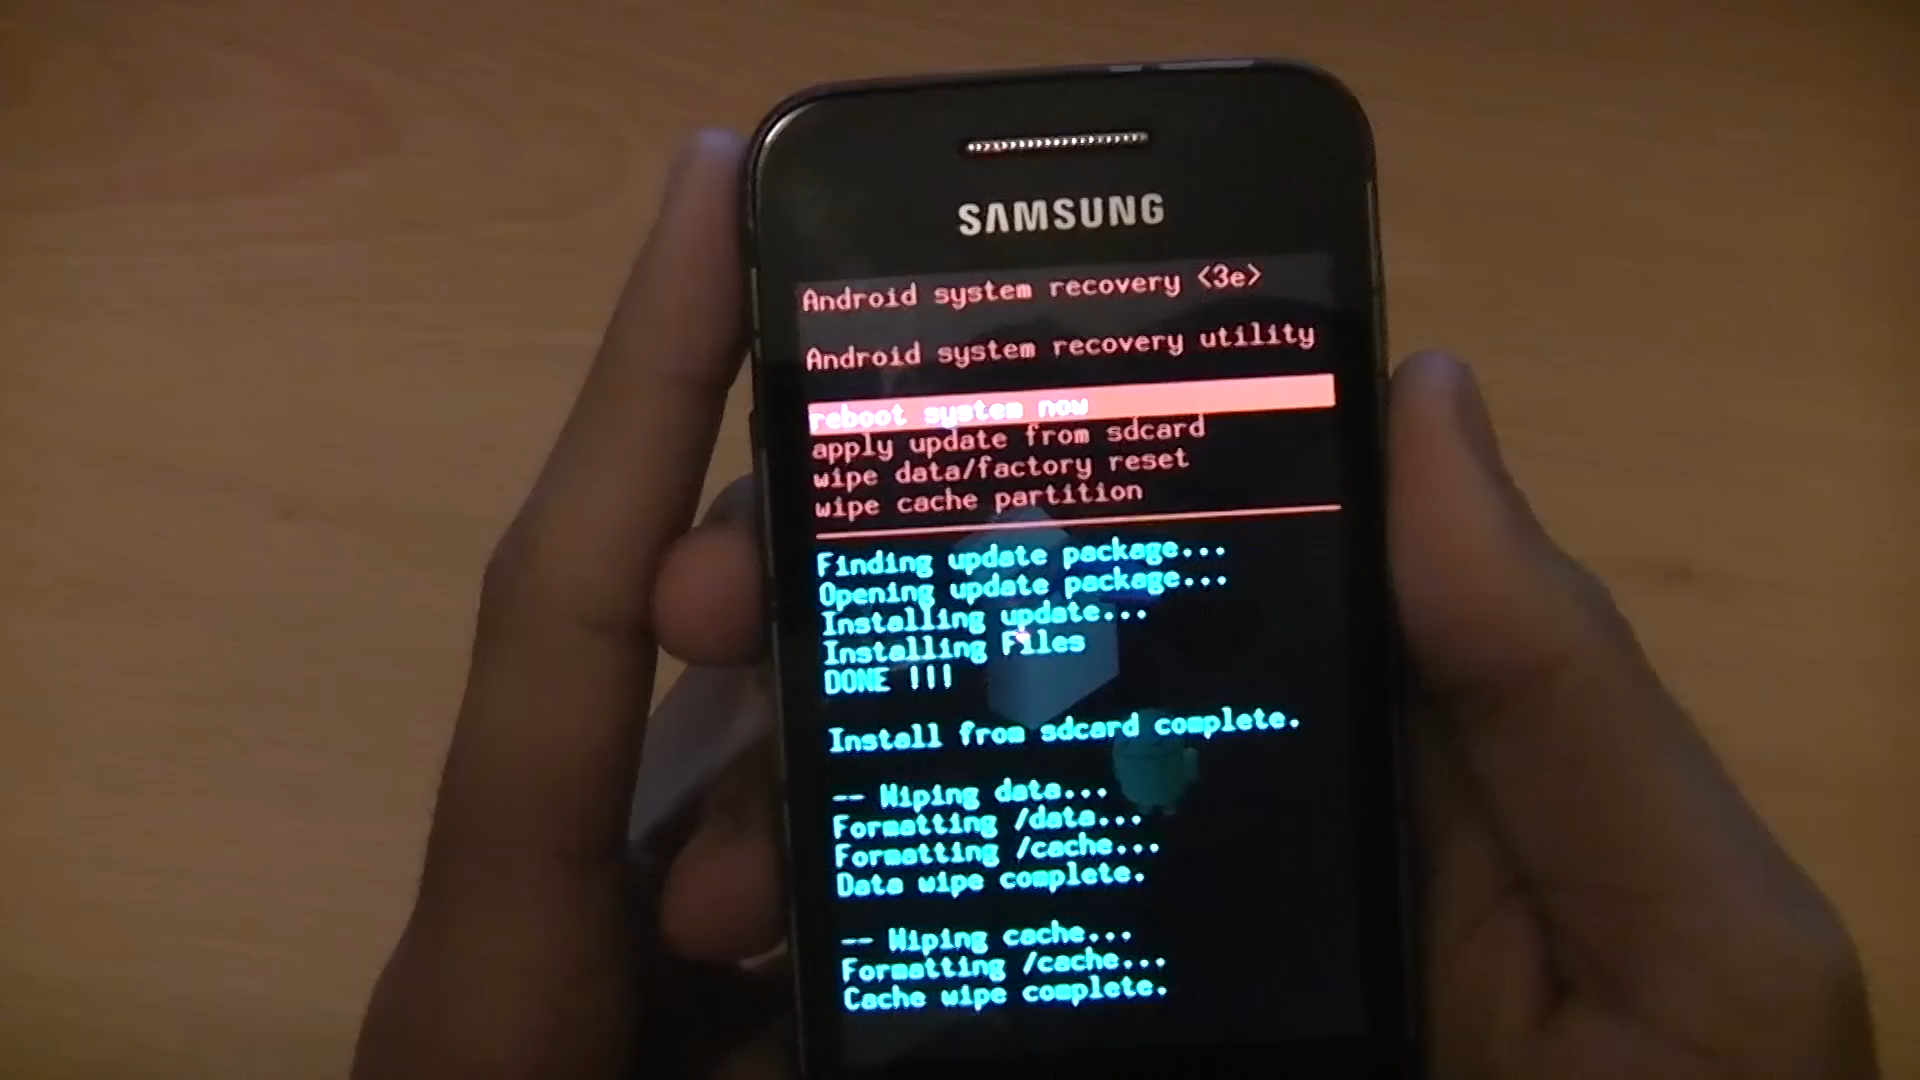 SAMSUNG
Android system recovery <3e>
Android system recovery utility
reboot system now
apply update from sdcard
wipe data/factory reset
wipe cache partition
Finding update package...
Opening update package...
Installing update...
Installing Files
DONE !!!
Install from sdcard complete.
-- Wiping data...
Formatting /data...
Formatting /cache...
Data wipe complete.
-- Wiping cache...
Formatting /cache...
Cache wipe complete.